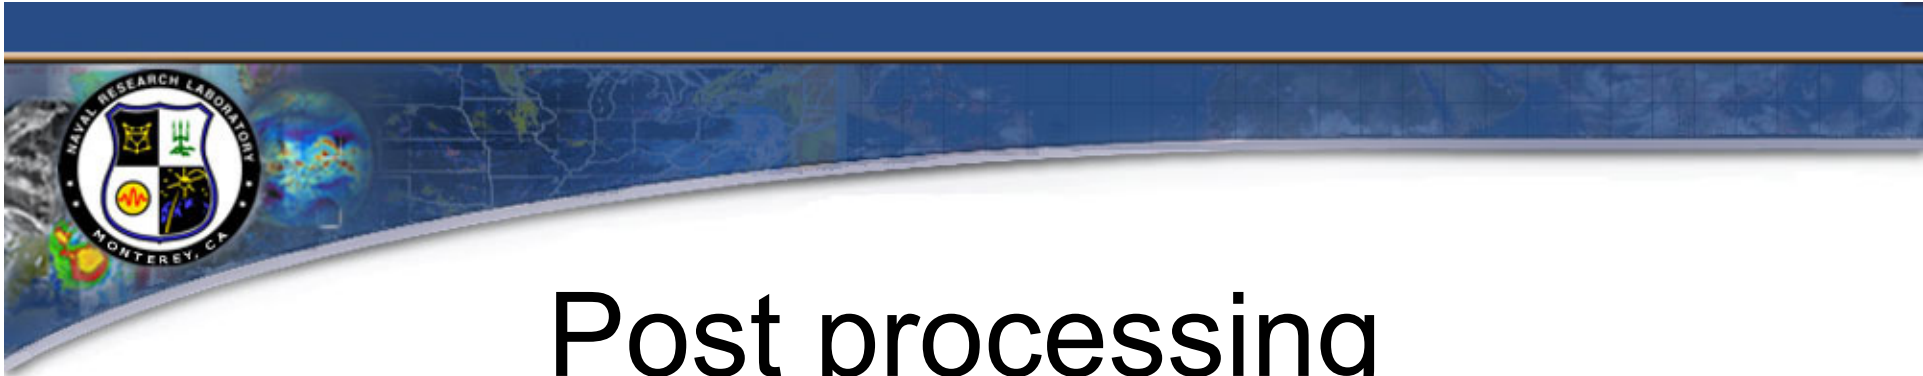 NAVAL RESEARCH LABORATORY
MONTEREY, CA
Post processing